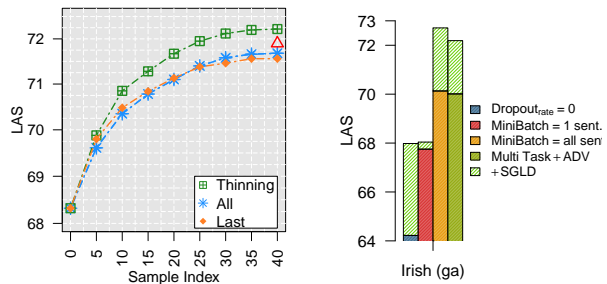 LAS
72
71
70
69
68
0
5
10
15
20
25
30
35
40
Sample Index
Thinning
All
Last
LAS
73
72
70
68
66
64
Irish (ga)
Dropoutrate = 0
MiniBatch = 1 sent.
MiniBatch = all sent
Multi Task + ADV
+ SGLD